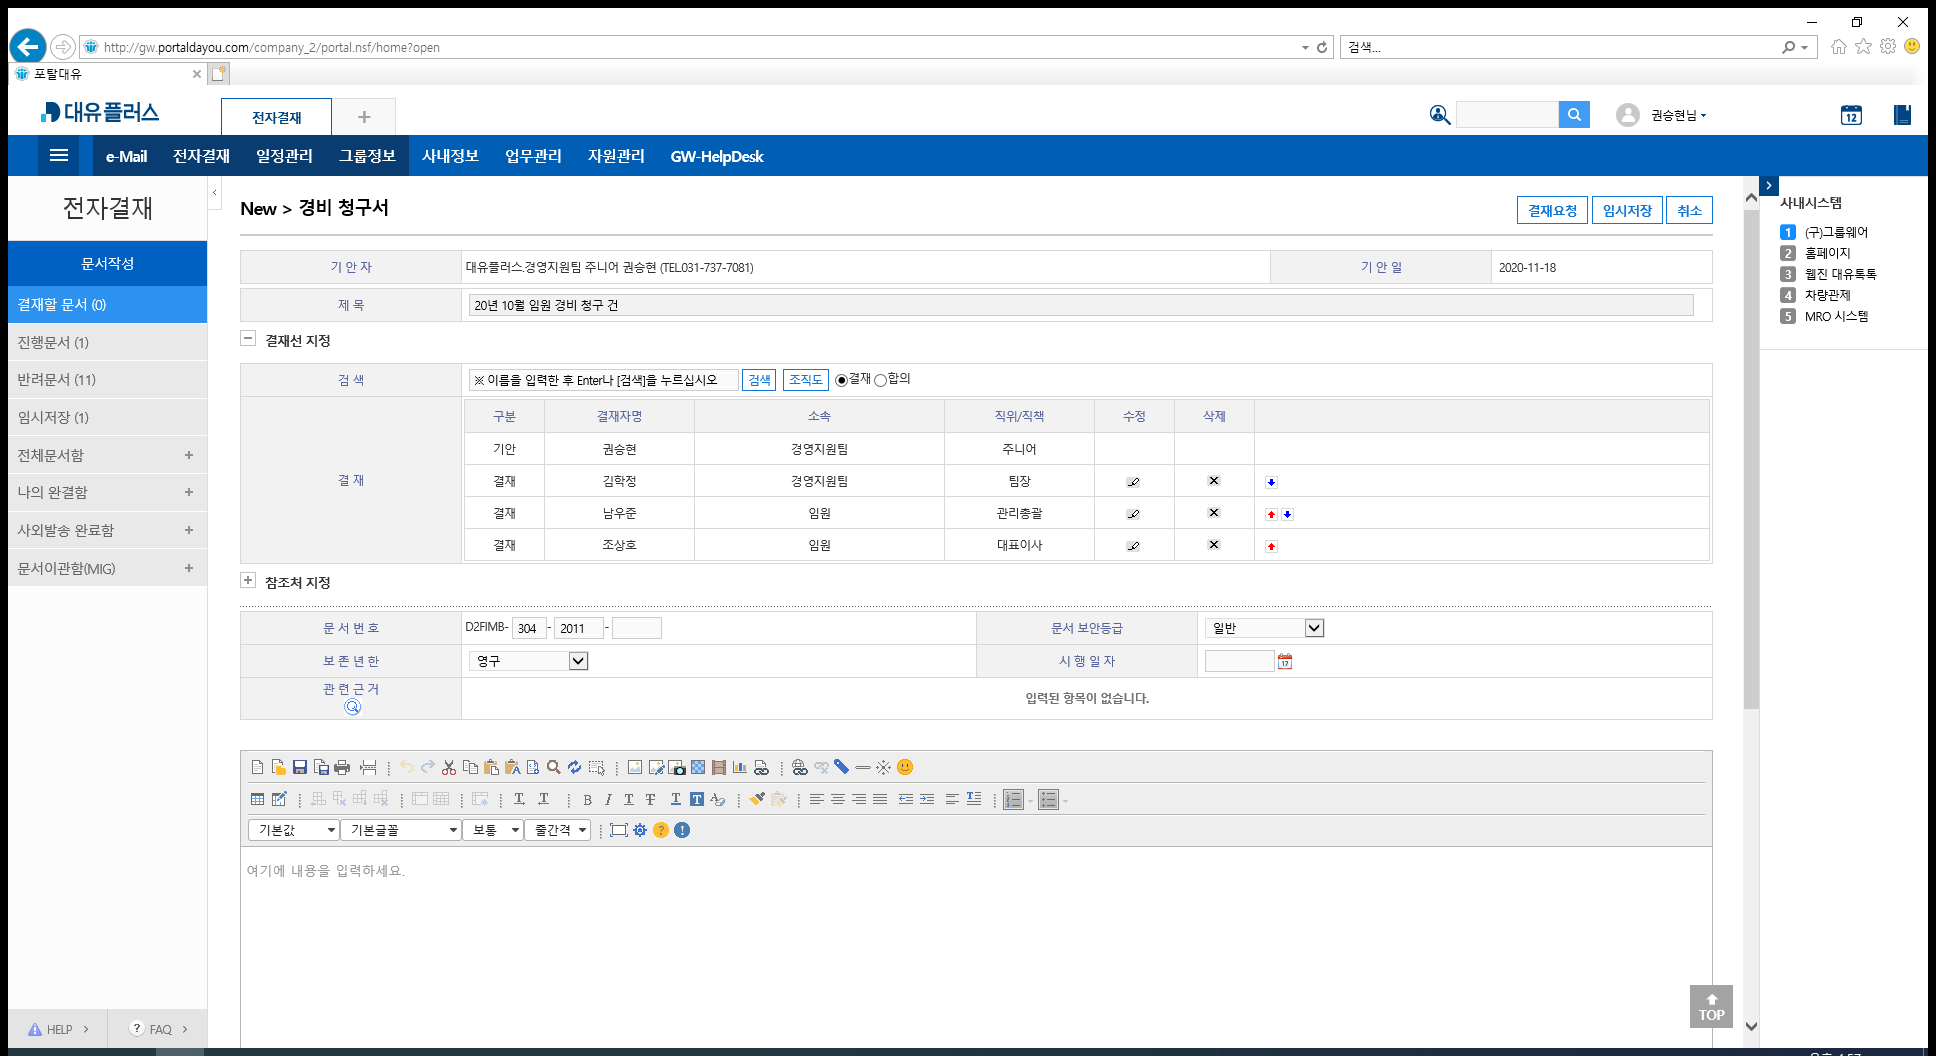 http://gw.portaldayou.com/company_2/portal.nsf/home?open
검색...
포탈대유
대유플러스
전자결재
+
권승현님
12
e-Mail 전자결재 일정관리 그룹정보 사내정보 업무관리 자원관리 GW-HelpDesk
전자결재
문서작성
결재할 문서 (0)
진행문서 (1)
반려문서 (11)
임시저장 (1)
전체문서함 +
나의 완결함 +
사외발송 완료함 +
문서이관함(MIG) +
HELP >
? FAQ >
New > 경비 청구서
결재요청 임시저장 취소
기 안 자 대유플러스.경영지원팀 주니어 권승현 (TEL031-737-7081) 기 안 일 2020-11-18
제 목 20년 10월 임원 경비 청구 건
결재선 지정
검 색 ※ 이름을 입력한 후 Enter나 [검색]을 누르십시오 검색 조직도 결재 합의
결 재
구분 결재자명 소속 직위/직책 수정 삭제
기안 권승현 경영지원팀 주니어
결재 김학정 경영지원팀 팀장
결재 남우준 임원 관리총괄
결재 조상호 임원 대표이사
참조처 지정
문 서 번 호 D2FIMB- 304 - 2011 - 문서 보안등급 일반
보 존 년 한 영구 시 행 일 자 17
관 련 근 거 입력된 항목이 없습니다.
기본값 기본글꼴 보통 줄간격
여기에 내용을 입력하세요.
TOP
사내시스템
1 (구)그룹웨어
2 홈페이지
3 웹진 대유톡톡
4 차량관제
5 MRO 시스템